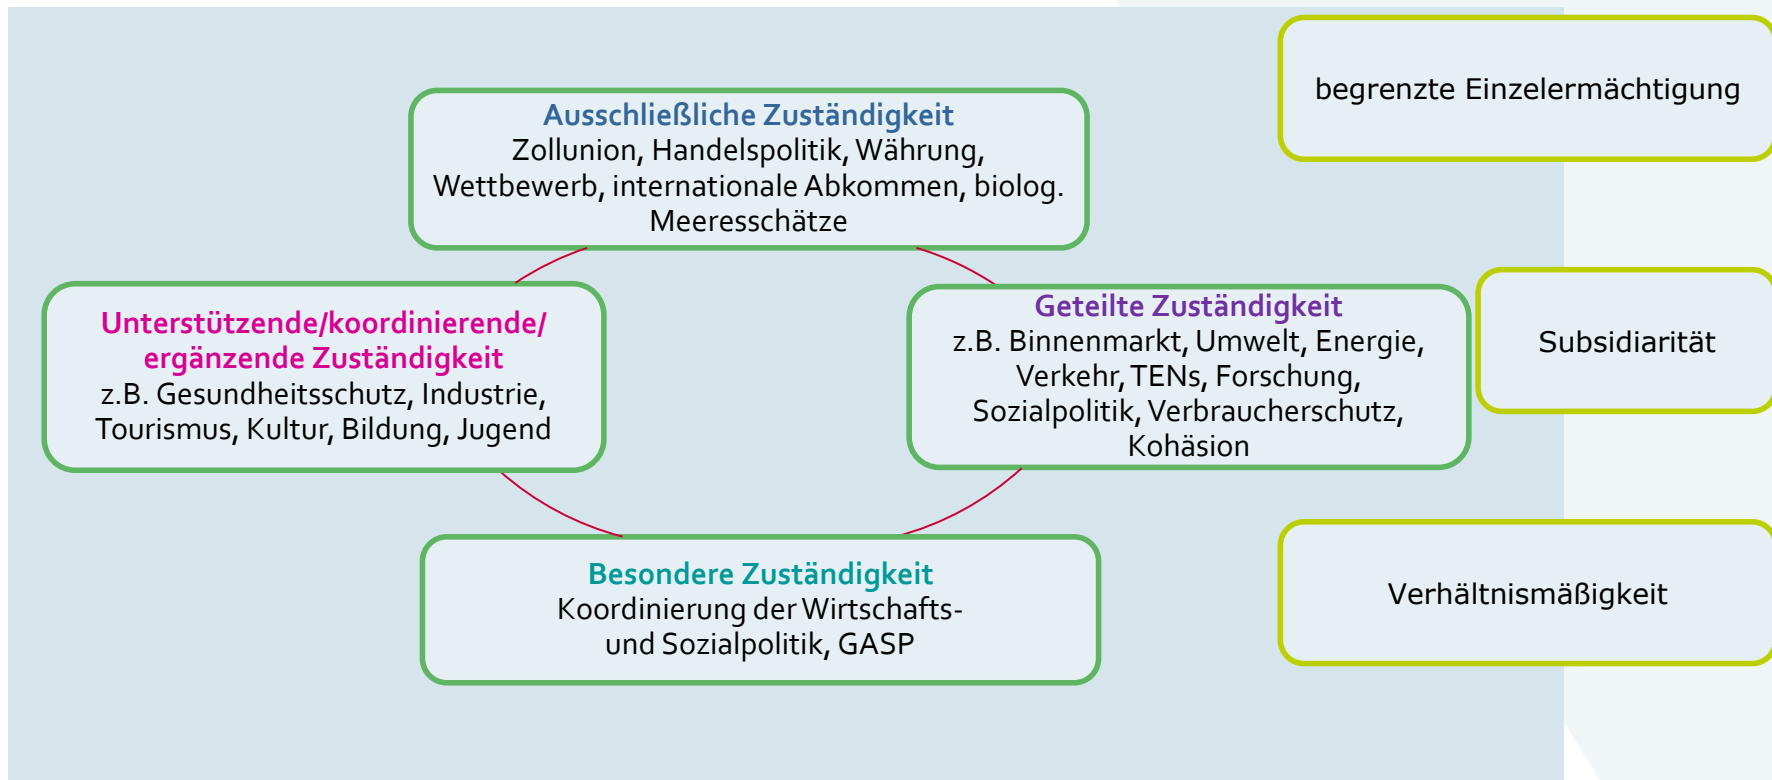 begrenzte Einzelermächtigung
Ausschließliche Zuständigkeit
Zollunion, Handelspolitik, Währung,
Wettbewerb, internationale Abkommen, biolog.
Meeresschätze
Unterstützende/koordinierende/
ergänzende Zuständigkeit
z.B. Gesundheitsschutz, Industrie,
Tourismus, Kultur, Bildung, Jugend
Geteilte Zuständigkeit
z.B. Binnenmarkt, Umwelt, Energie,
Verkehr, TENs, Forschung,
Sozialpolitik, Verbraucherschutz,
Kohäsion
Subsidiarität
Besondere Zuständigkeit
Koordinierung der Wirtschafts-
und Sozialpolitik, GASP
Verhältnismäßigkeit